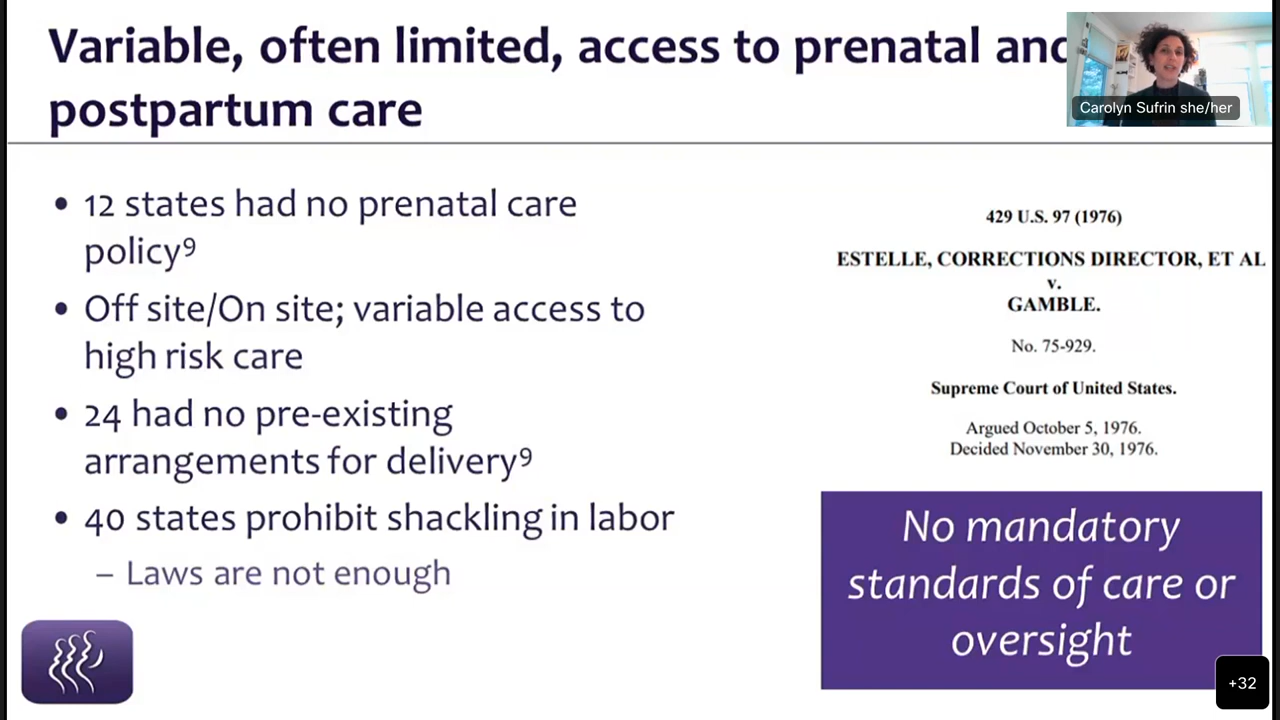 Variable, often limited, access to prenatal and
postpartum care
Carolyn Sufrin she/her
• 12 states had no prenatal care
policy⁹
• Off site/On site; variable access to
high risk care
• 24 had no pre-existing
arrangements for delivery⁹
• 40 states prohibit shackling in labor
– Laws are not enough
429 U.S. 97 (1976)
ESTELLE, CORRECTIONS DIRECTOR, ET AL
v.
GAMBLE.
No. 75-929.
Supreme Court of United States.
Argued October 5, 1976.
Decided November 30, 1976.
No mandatory
standards of care or
oversight
+32